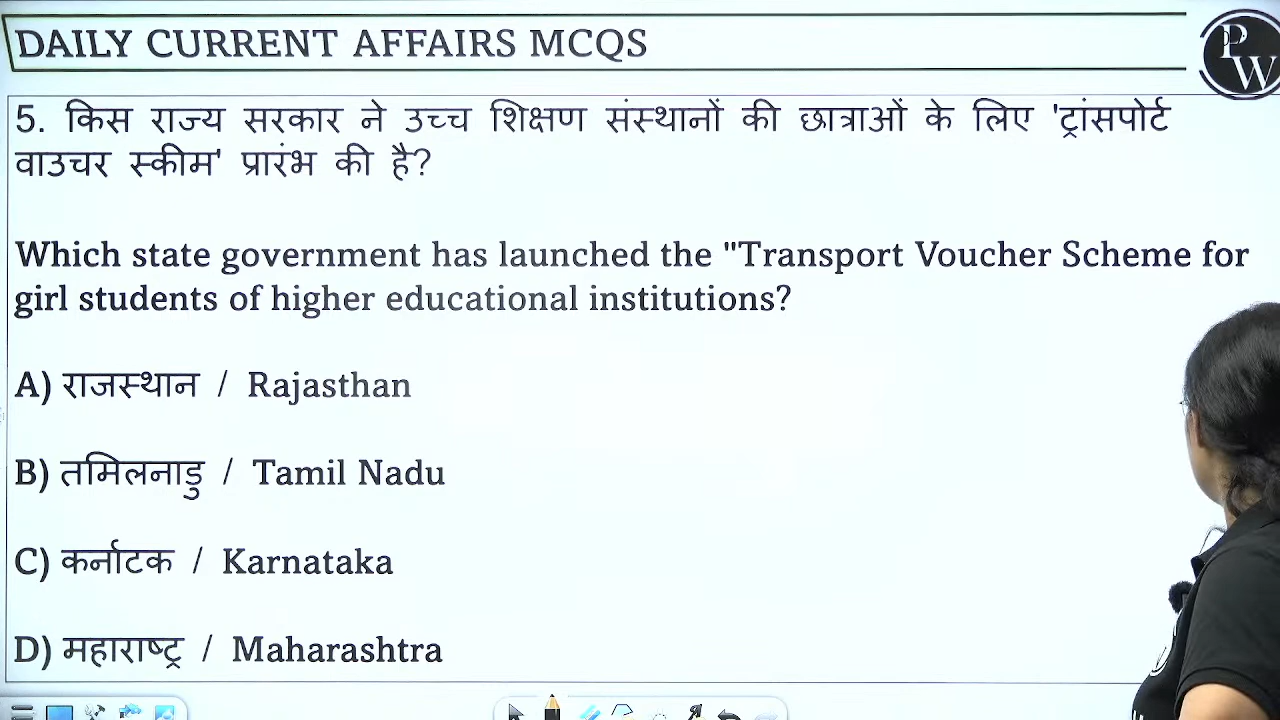 DAILY CURRENT AFFAIRS MCQS
PW
5. किस राज्य सरकार ने उच्च शिक्षण संस्थानों की छात्राओं के लिए 'ट्रांसपोर्ट
वाउचर स्कीम' प्रारंभ की है?
Which state government has launched the "Transport Voucher Scheme for
girl students of higher educational institutions?
A) राजस्थान / Rajasthan
B) तमिलनाडु / Tamil Nadu
C) कर्नाटक / Karnataka
D) महाराष्ट्र / Maharashtra